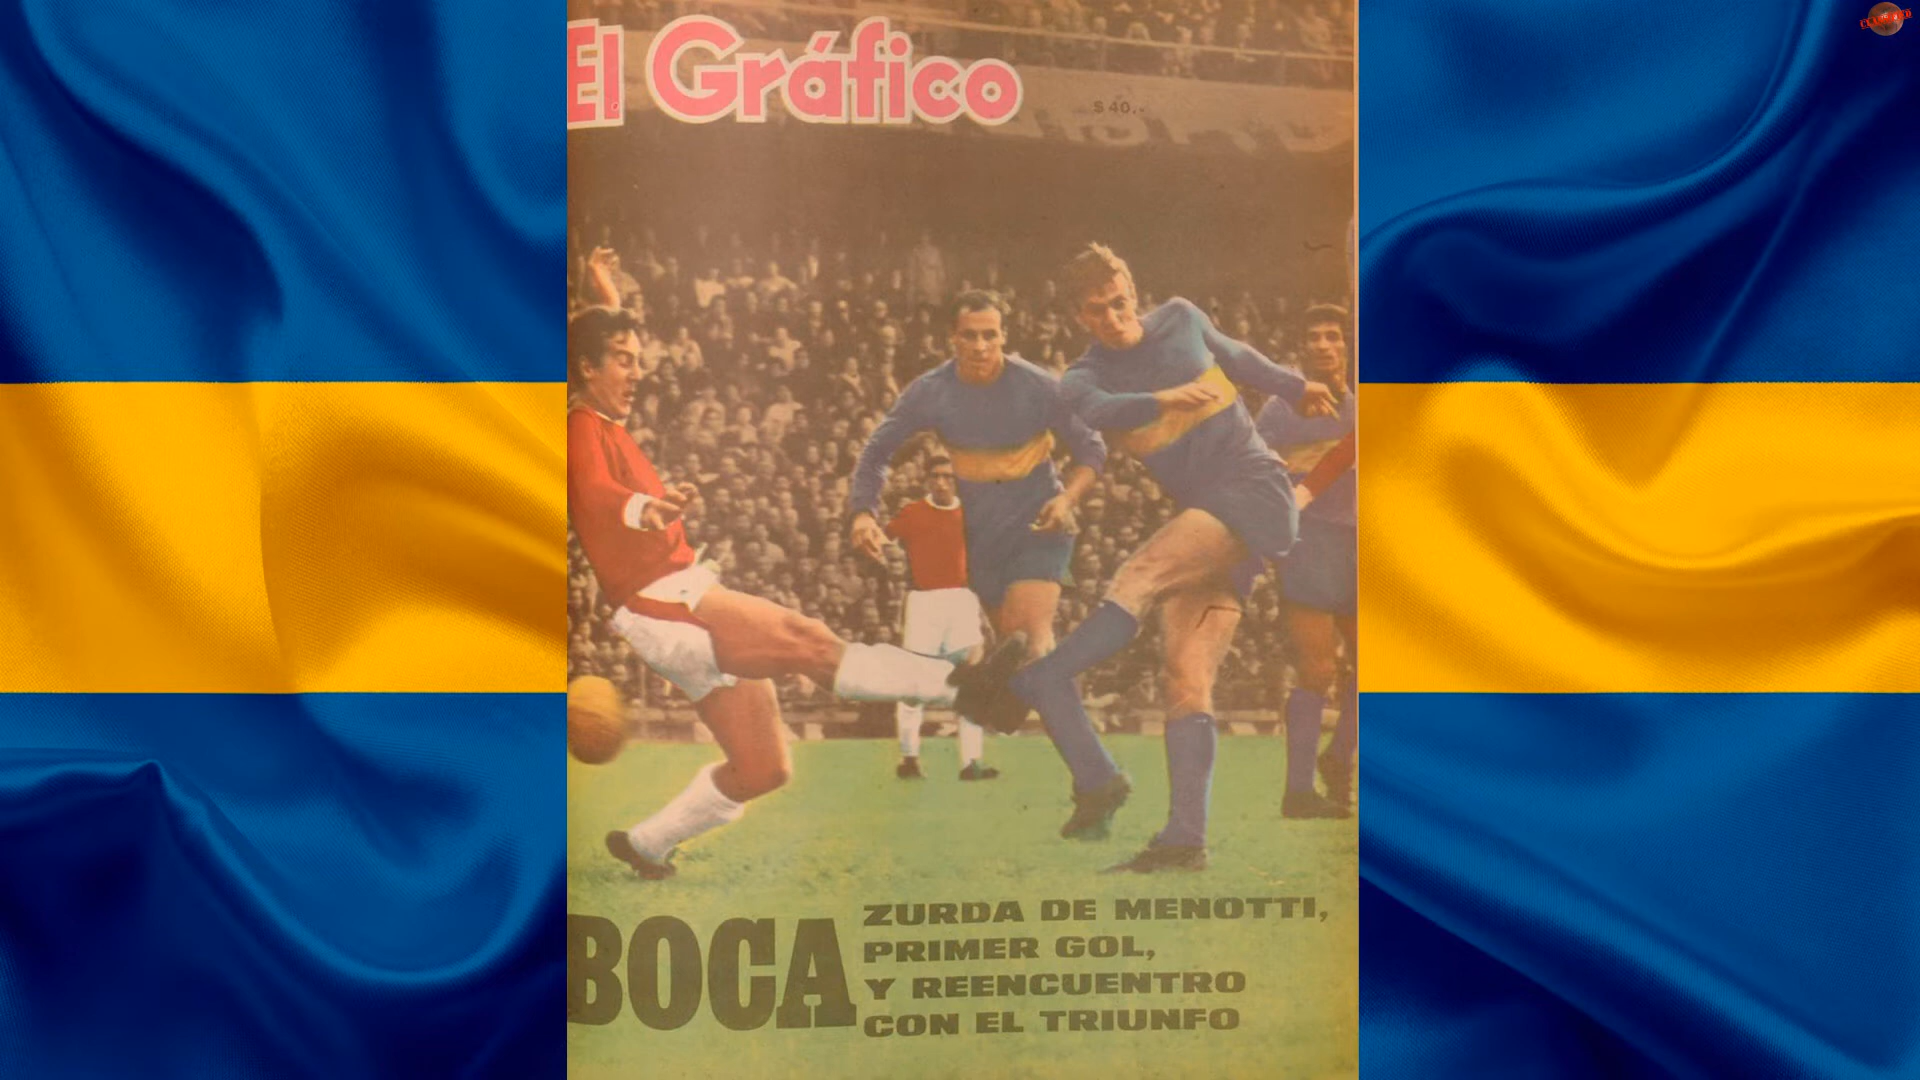 El Gráfico
$40.-
BOCA
ZURDA DE MENOTTI,
PRIMER GOL,
Y REENCUENTRO
CON EL TRIUNFO